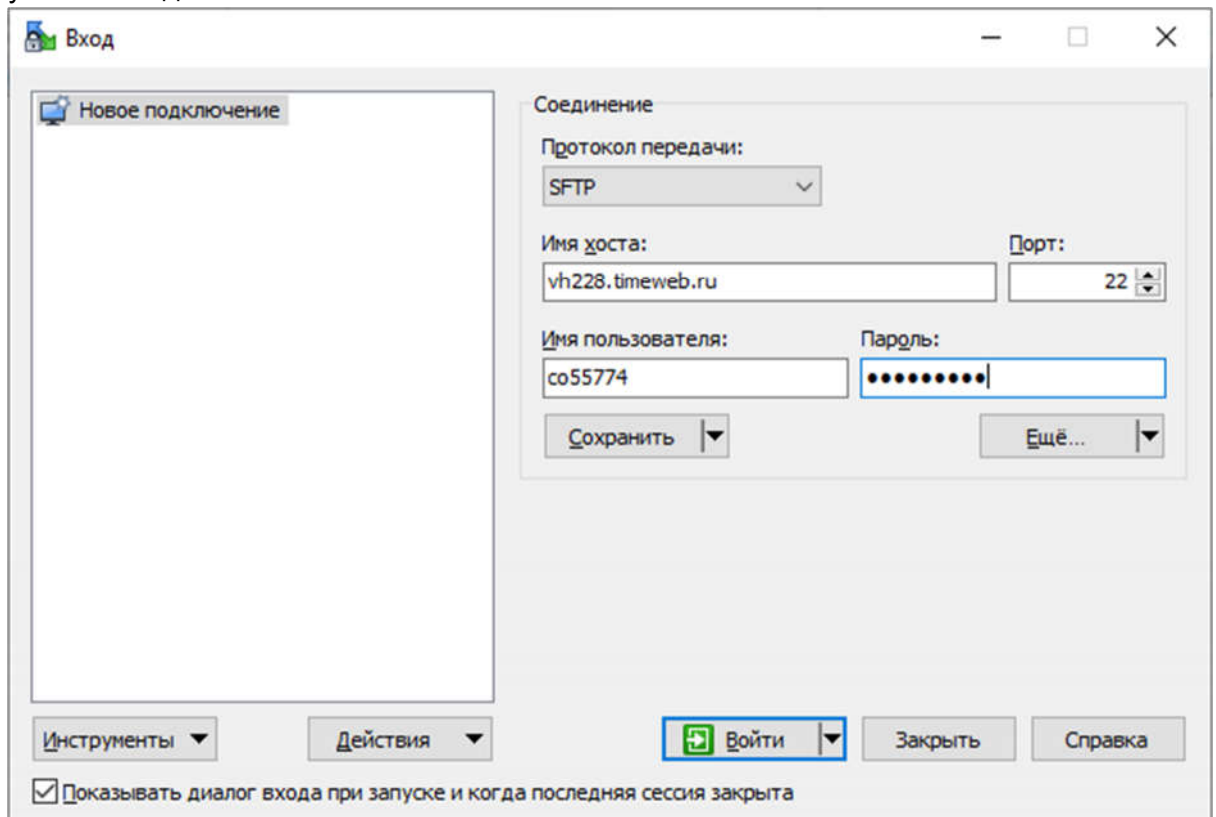 Вход
Новое подключение
Соединение
Протокол передачи:
SFTP
Имя хоста:
Порт:
vh228.timeweb.ru
22
Имя пользователя:
Пароль:
co55774
•••••••••
Сохранить
Ещё...
Инструменты
Действия
Войти
Закрыть
Справка
Показывать диалог входа при запуске и когда последняя сессия закрыта